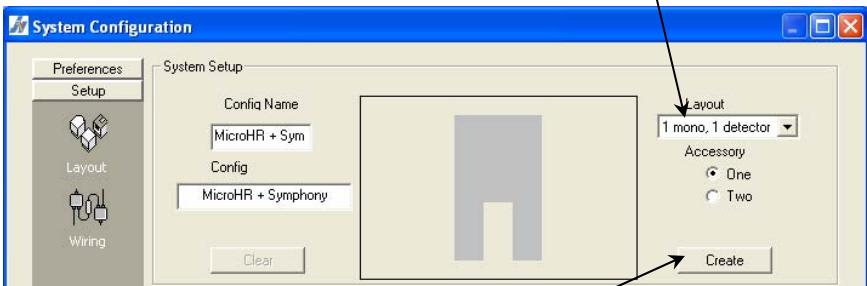 System Configuration
Preferences
Setup
Layout
Wiring
System Setup
Config Name
MicroHR + Sym
Config
MicroHR + Symphony
Clear
Layout
1 mono, 1 detector
Accessory
One
Two
Create